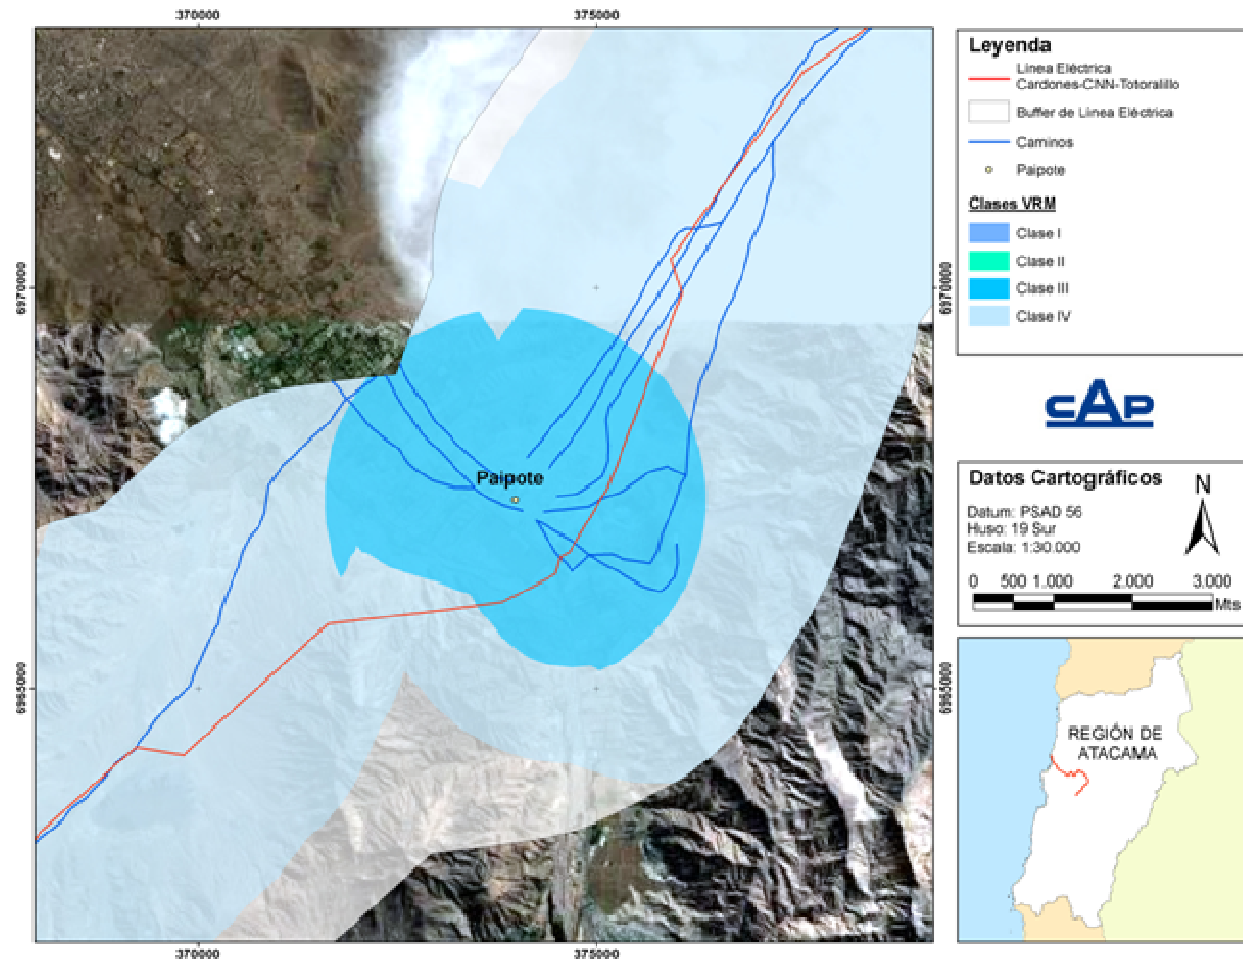 370000
375000
6970000
6970000
6965000
6965000
Paipote
370000
375000
Leyenda
Línea Eléctrica
Cardones-CNN-Totoralillo
Buffer de Línea Eléctrica
Caminos
Paipote
Clases VRM
Clase I
Clase II
Clase III
Clase IV
CAP
Datos Cartográficos
N
Datum: PSAD 56
Huso: 19 Sur
Escala: 1:30.000
0 500 1.000 2.000 3.000
Mts
REGIÓN DE
ATACAMA